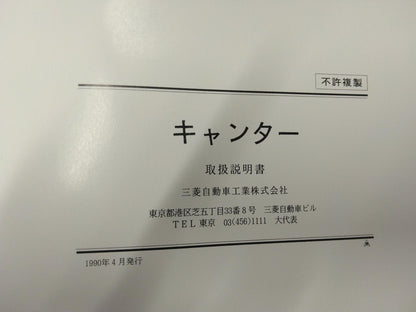 不許複製
キャンター
取扱説明書
三菱自動車工業株式会社
東京都港区芝五丁目33番8号 三菱自動車ビル
TEL東京 03(456)1111 大代表
1990年4月発行